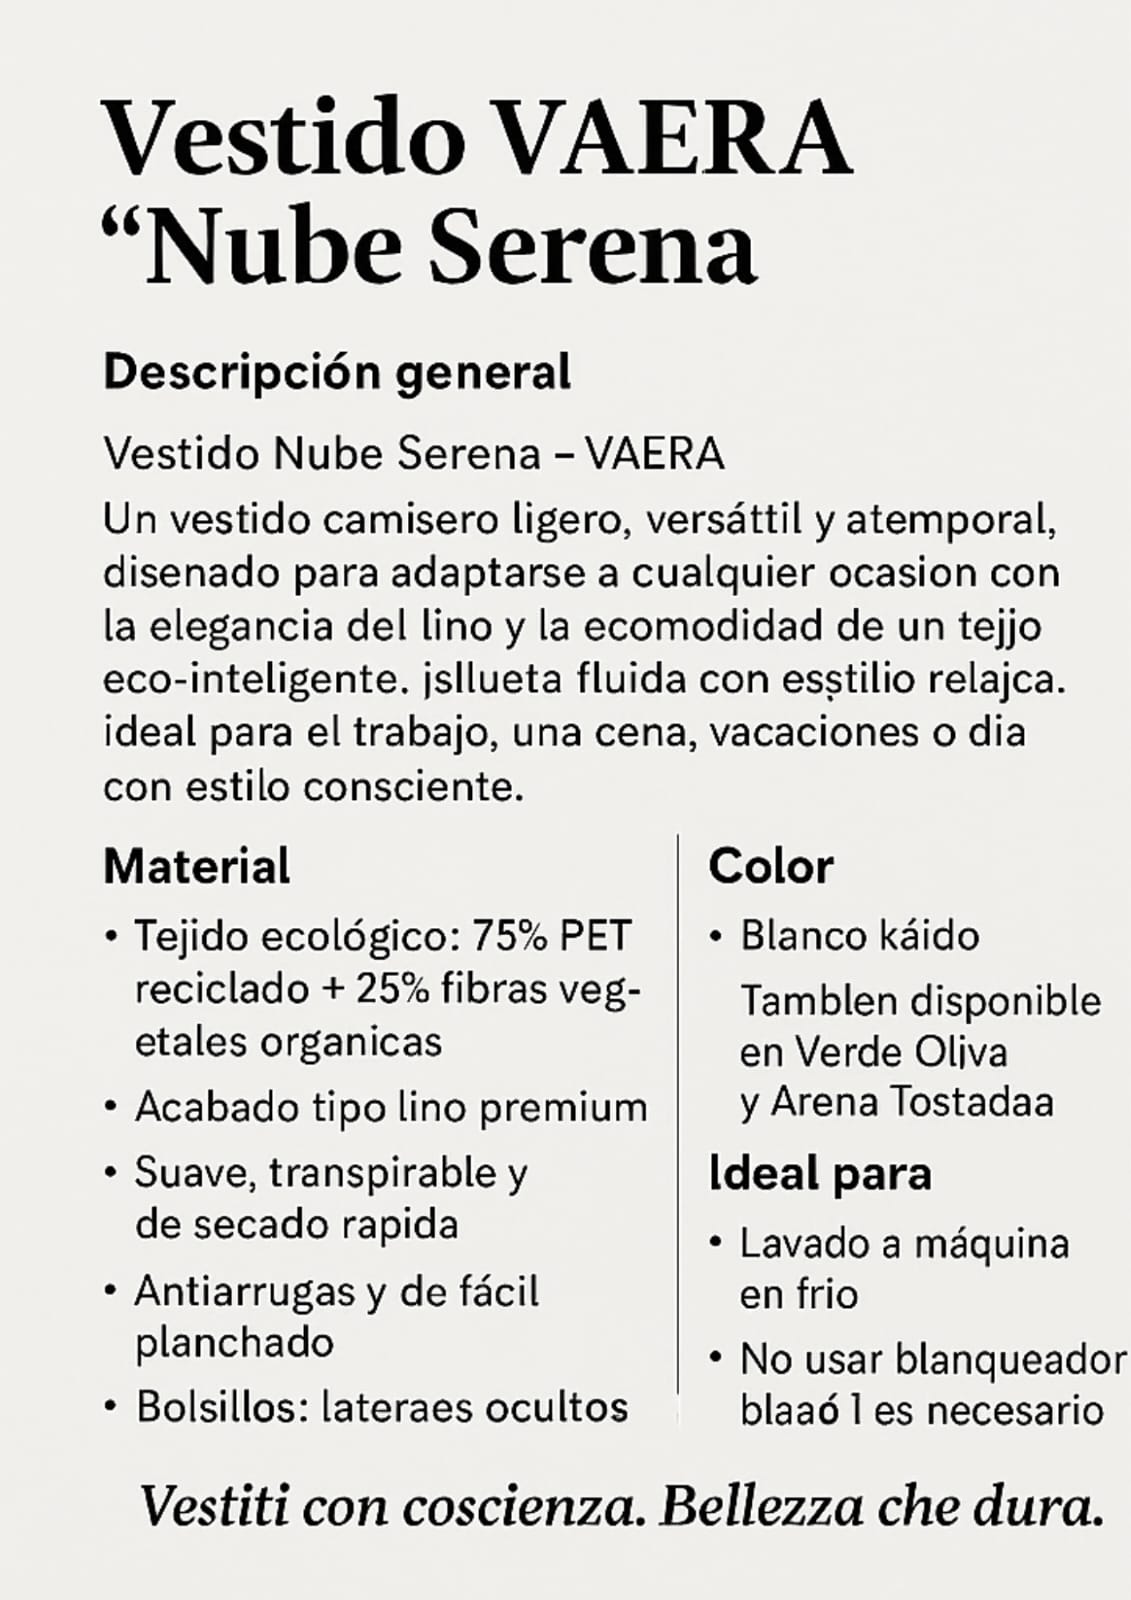 Vestido VAERA
“Nube Serena
Descripción general
Vestido Nube Serena – VAERA
Un vestido camisero ligero, versáttil y atemporal,
disenado para adaptarse a cualquier ocasion con
la elegancia del lino y la ecomodidad de un tejjo
eco-inteligente. jsllueta fluida con esștilio relajca.
ideal para el trabajo, una cena, vacaciones o dia
con estilo consciente.
Material
• Tejido ecológico: 75% PET
reciclado + 25% fibras veg-
etales organicas
• Acabado tipo lino premium
• Suave, transpirable y
de secado rapida
• Antiarrugas y de fácil
planchado
• Bolsillos: lateraes ocultos
Color
• Blanco káido
Tamblen disponible
en Verde Oljva
y Arena Tostadaa
Ideal para
• Lavado a máquina
en frio
• No usar blanqueador
blaaó 1 es necesario
Vestiti con coscienza. Bellezza che dura.